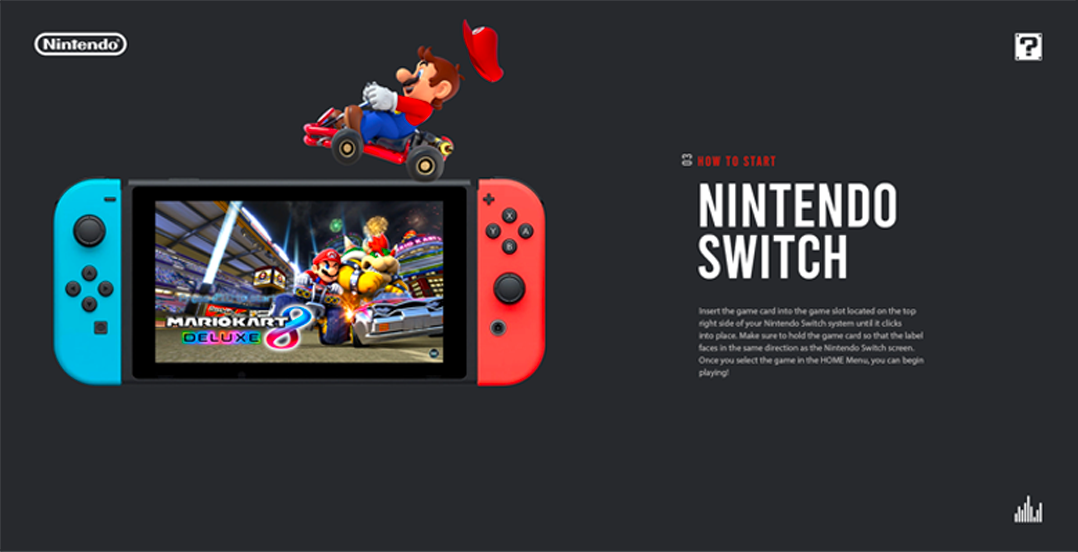 Nintendo
?
03 HOW TO START
NINTENDO
SWITCH
Insert the game card into the game slot located on the top
right side of your Nintendo Switch system until it clicks
into place. Make sure to hold the game card so that the label
faces in the same direction as the Nintendo Switch screen.
Once you select the game in the HOME Menu, you can begin
playing!
X
Y
A
B
MARIOKART 8
DELUXE